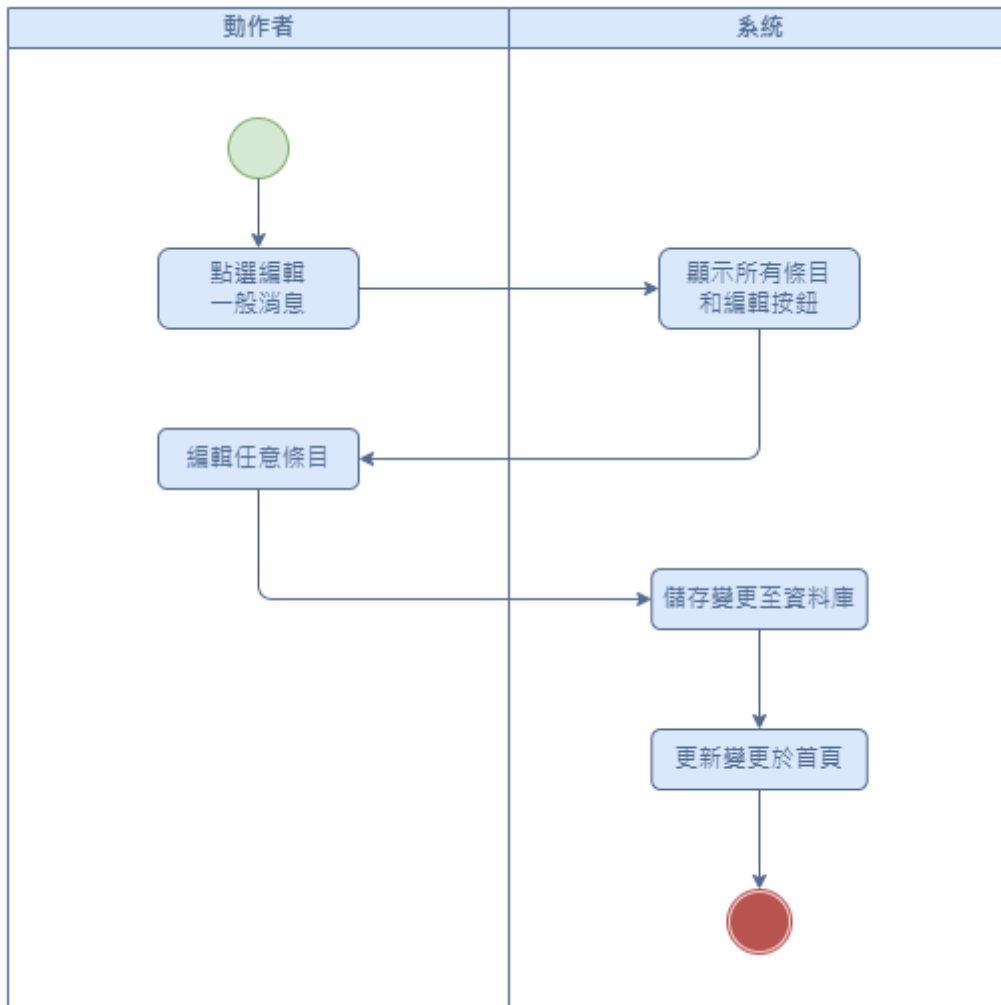 動作者
系統
點選編輯
一般消息
顯示所有條目
和編輯按鈕
編輯任意條目
儲存變更至資料庫
更新變更於首頁